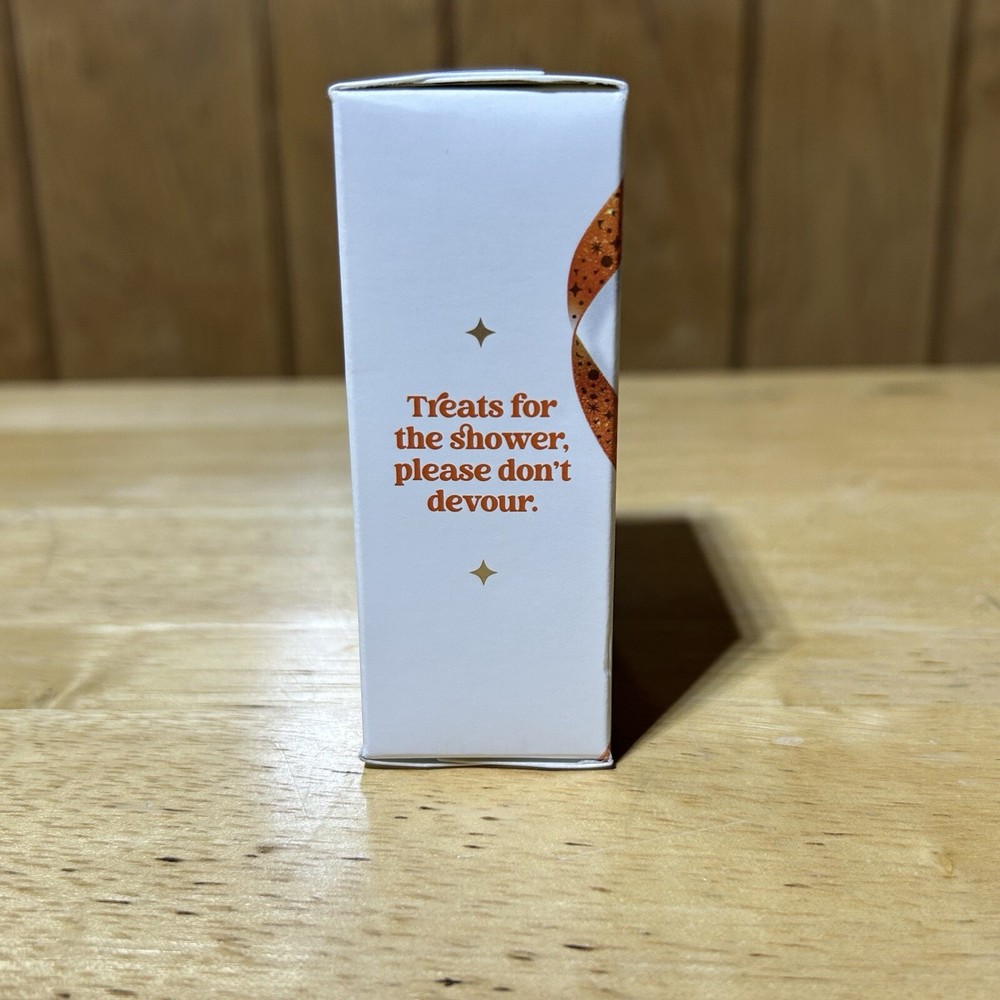 Treats for
the shower,
please don't
devour.